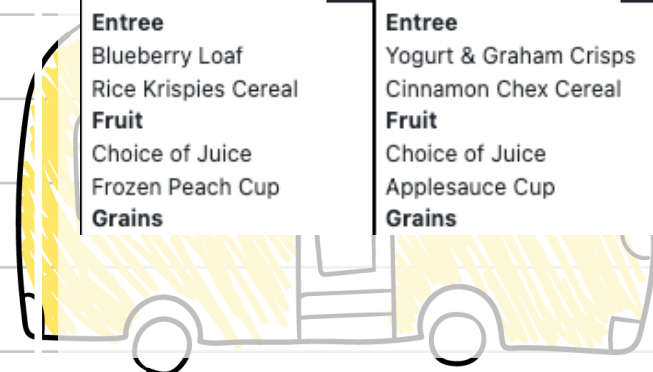 Entree
Blueberry Loaf
Rice Krispies Cereal
Fruit
Choice of Juice
Frozen Peach Cup
Grains
Entree
Yogurt & Graham Crisps
Cinnamon Chex Cereal
Fruit
Choice of Juice
Applesauce Cup
Grains